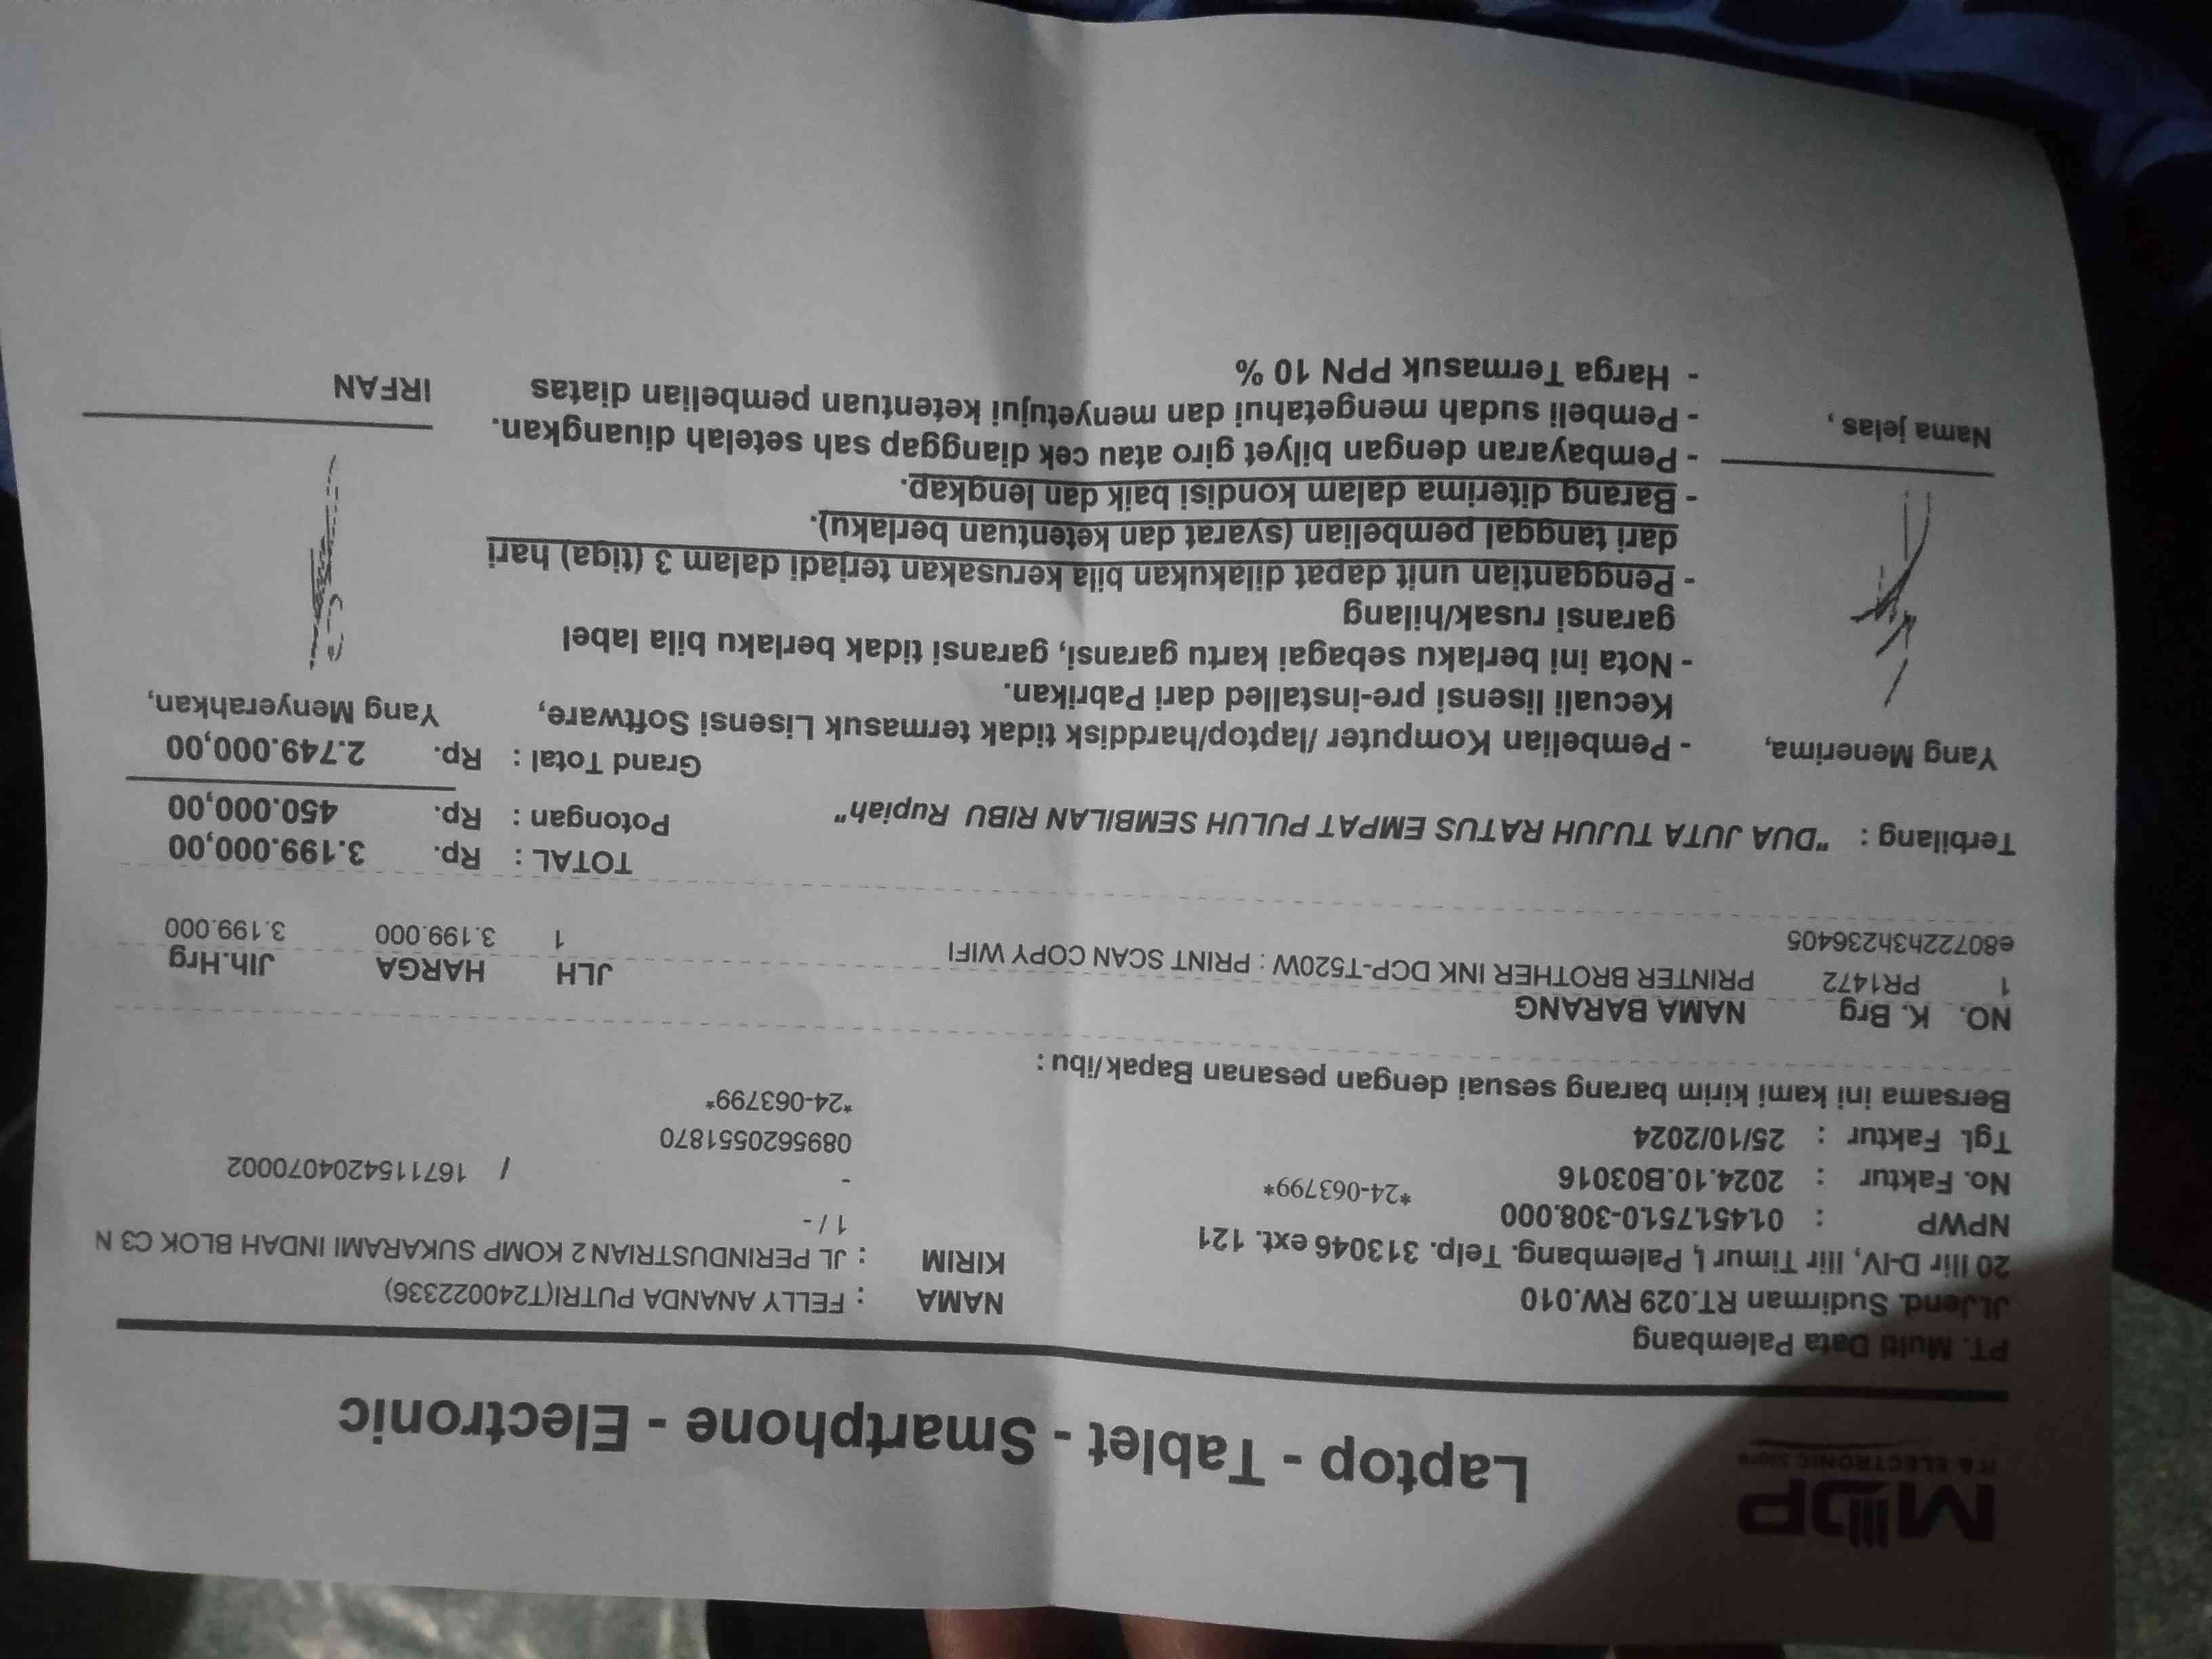 MDP
IT & ELECTRONIC Store
Laptop - Tablet - Smartphone - Electronic
PT. Multi Data Palembang
Jl.Jend. Sudirman RT.029 RW.010
20 Ilir D-IV, Ilir Timur I, Palembang. Telp. 313046 ext. 121
NPWP : 01.451.751.0-308.000
No. Faktur : 2024.10.B03016 *24-063799*
Tgl. Faktur : 25/10/2024
NAMA : FELLY ANANDA PUTRI(T240022336)
KIRIM : JL PERINDUSTRIAN 2 KOMP SUKARAMI INDAH BLOK C3 N
1 / -
- / 1671154204070002
0895620551870
*24-063799*
Bersama ini kami kirim barang sesuai dengan pesanan Bapak/ibu :
NO. K. Brg NAMA BARANG JLH HARGA Jlh.Hrg
1 PR1472 PRINTER BROTHER INK DCP-T520W : PRINT SCAN COPY WIFI 1 3.199.000 3.199.000
e80722h3h236405
TOTAL : Rp. 3.199.000,00
Terbilang : "DUA JUTA TUJUH RATUS EMPAT PULUH SEMBILAN RIBU Rupiah"
Potongan : Rp. 450.000,00
Grand Total : Rp. 2.749.000,00
Yang Menerima,
- Pembelian Komputer /laptop/harddisk tidak termasuk Lisensi Software,
Kecuali lisensi pre-installed dari Pabrikan.
- Nota ini berlaku sebagai kartu garansi, garansi tidak berlaku bila label
garansi rusak/hilang
- Penggantian unit dapat dilakukan bila kerusakan terjadi dalam 3 (tiga) hari
dari tanggal pembelian (syarat dan ketentuan berlaku).
- Barang diterima dalam kondisi baik dan lengkap.
- Pembayaran dengan bilyet giro atau cek dianggap sah setelah diuangkan.
- Pembeli sudah mengetahui dan menyetujui ketentuan pembelian diatas
- Harga Termasuk PPN 10 %
Nama jelas ,
Yang Menyerahkan,
IRFAN